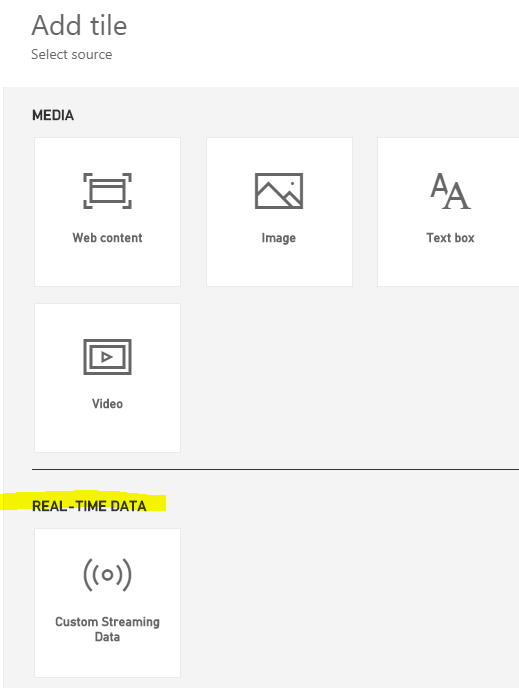 Add tile
Select source
MEDIA
Web content
Image
Text box
Video
REAL-TIME DATA
Custom Streaming
Data